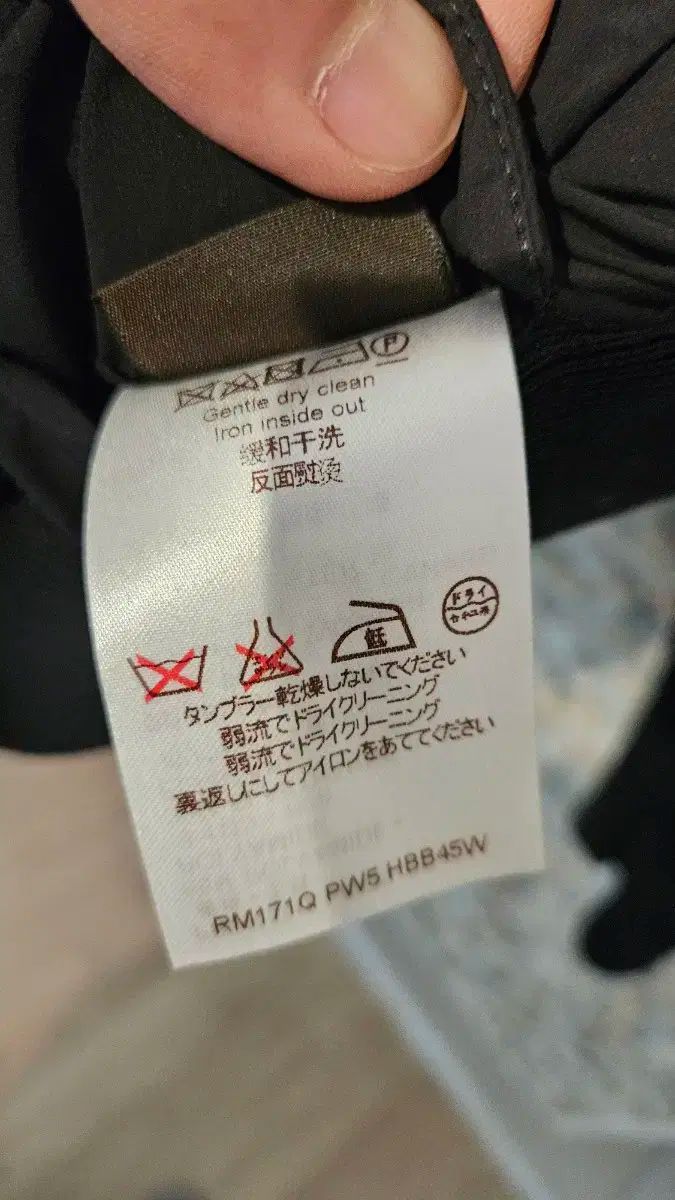 P
Gentle dry clean
Iron inside out
缓和干洗
反面熨烫
低
ドライ
セキユ系
タンブラー乾燥しないでください
弱流でドライクリーニング
弱流でドライクリーニング
裏返しにしてアイロンをあててください
RM171Q PW5 HBB45W